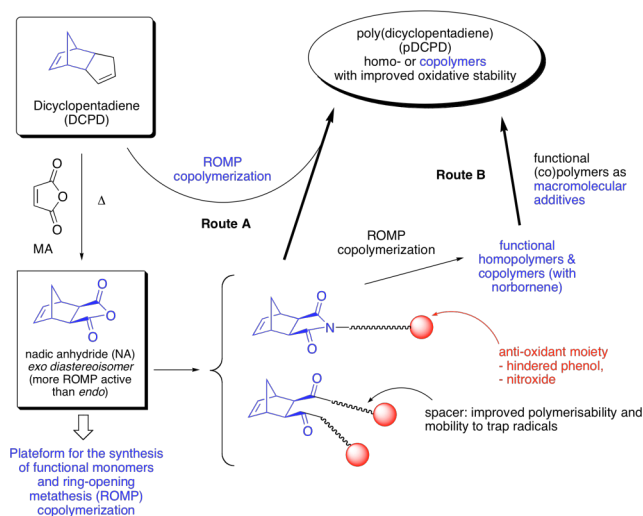 poly(dicyclopentadiene)
(pDCPD)
homo- or copolymers
with improved oxidative stability
Dicyclopentadiene
(DCPD)
ROMP
copolymerization
Route A
Route B
functional
(co)polymers as
macromolecular
additives
O
O
O
MA
Δ
ROMP
copolymerization
functional
homopolymers &
copolymers (with
norbornene)
O
O
O
nadic anhydride (NA)
exo diastereoisomer
(more ROMP active
than endo)
O
N
O
anti-oxidant moiety
- hindered phenol,
- nitroxide
O
O
spacer: improved polymerisability and
mobility to trap radicals
Plateform for the synthesis
of functional monomers
and ring-opening
metathesis (ROMP)
copolymerization